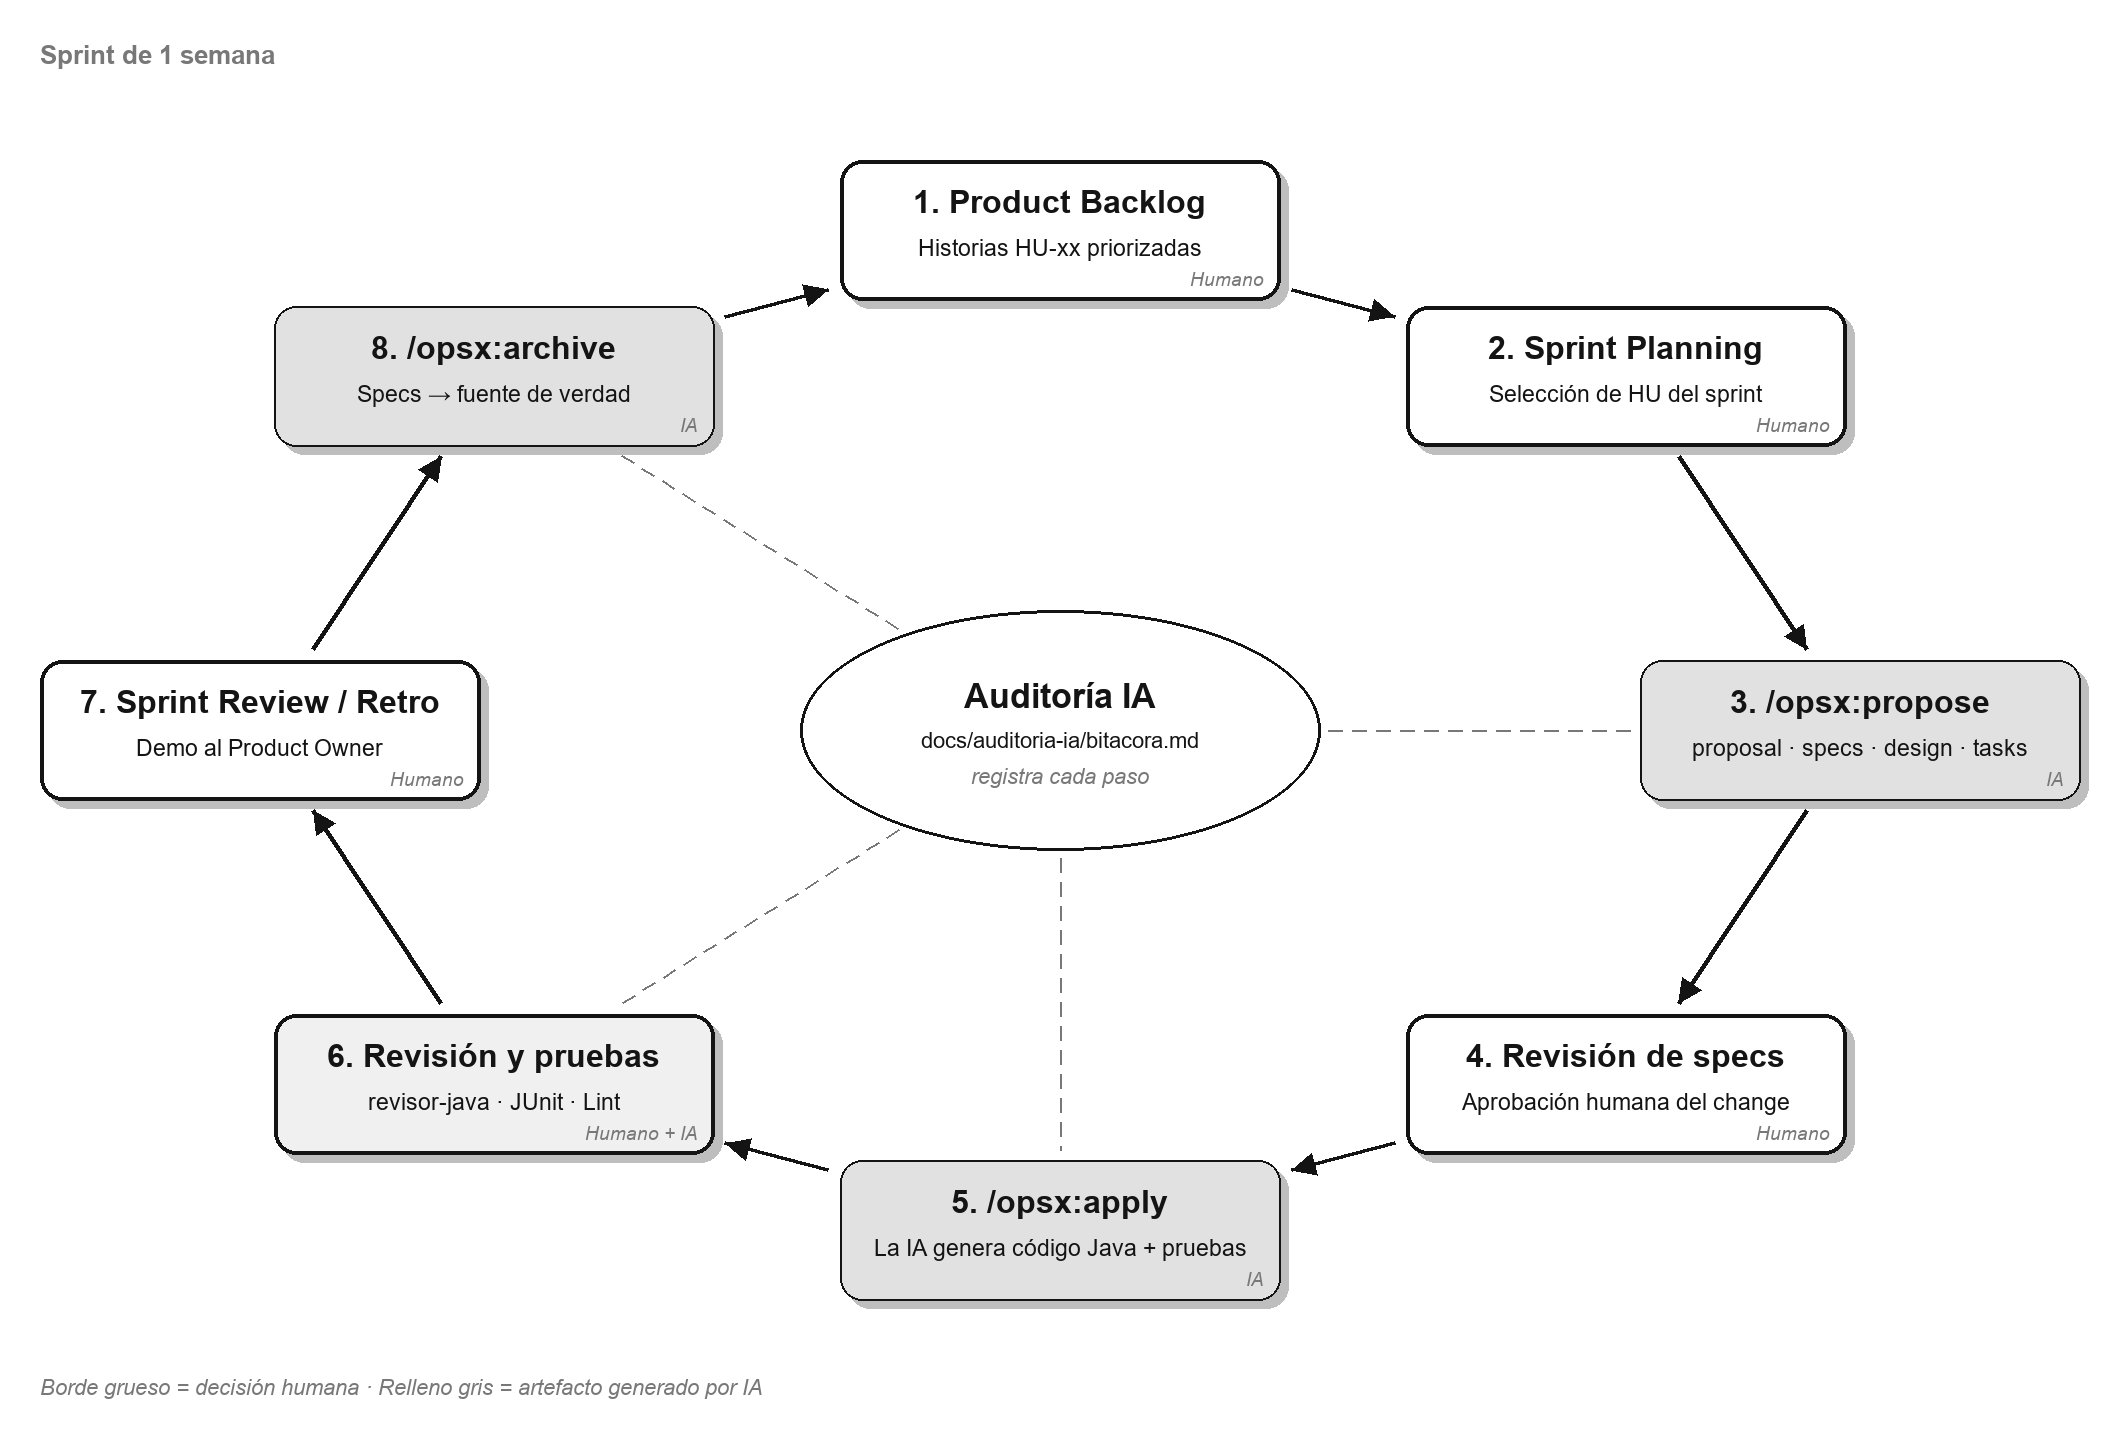 Sprint de 1 semana
1. Product Backlog
Historias HU-xx priorizadas
Humano
2. Sprint Planning
Selección de HU del sprint
Humano
3. /opsx:propose
proposal · specs · design · tasks
IA
4. Revisión de specs
Aprobación humana del change
Humano
5. /opsx:apply
La IA genera código Java + pruebas
IA
6. Revisión y pruebas
revisor-java · JUnit · Lint
Humano + IA
7. Sprint Review / Retro
Demo al Product Owner
Humano
8. /opsx:archive
Specs → fuente de verdad
IA
Auditoría IA
docs/auditoria-ia/bitacora.md
registra cada paso
Borde grueso = decisión humana · Relleno gris = artefacto generado por IA